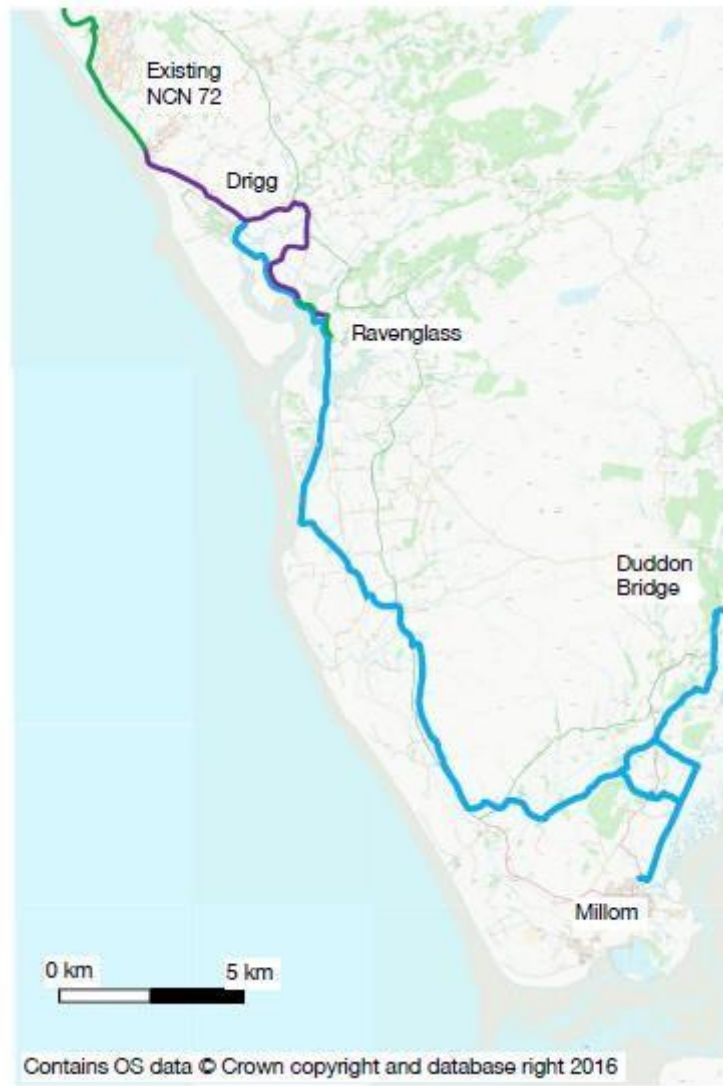 Existing
NCN 72
Drigg
Ravenglass
Duddon
Bridge
Millom
0 km 5 km
Contains OS data © Crown copyright and database right 2016